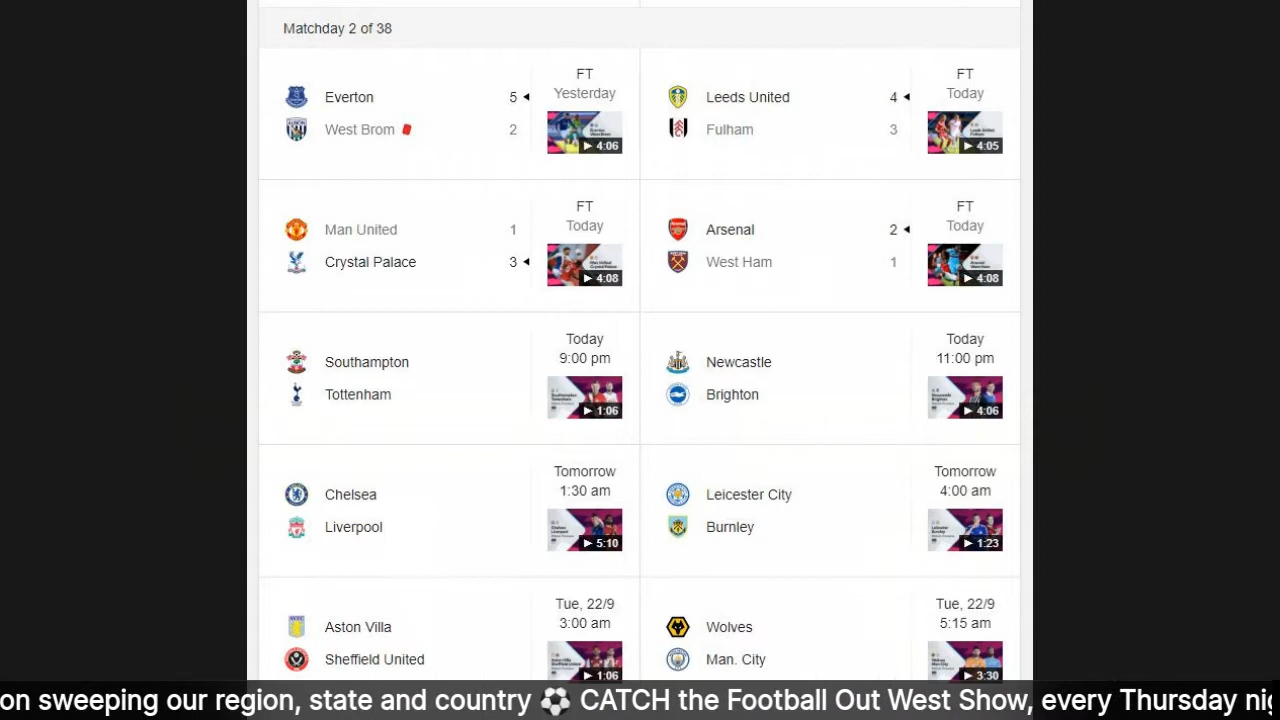 Matchday 2 of 38
Everton 5
West Brom 2
FT
Yesterday
4:06
Leeds United 4
Fulham 3
FT
Today
4:05
Man United 1
Crystal Palace 3
FT
Today
4:08
Arsenal 2
West Ham 1
FT
Today
4:08
Southampton
Tottenham
Today
9:00 pm
1:06
Newcastle
Brighton
Today
11:00 pm
4:06
Chelsea
Liverpool
Tomorrow
1:30 am
5:10
Leicester City
Burnley
Tomorrow
4:00 am
1:23
Aston Villa
Sheffield United
Tue, 22/9
3:00 am
1:06
Wolves
Man. City
Tue, 22/9
5:15 am
3:30
on sweeping our region, state and country ⚽ CATCH the Football Out West Show, every Thursday nig